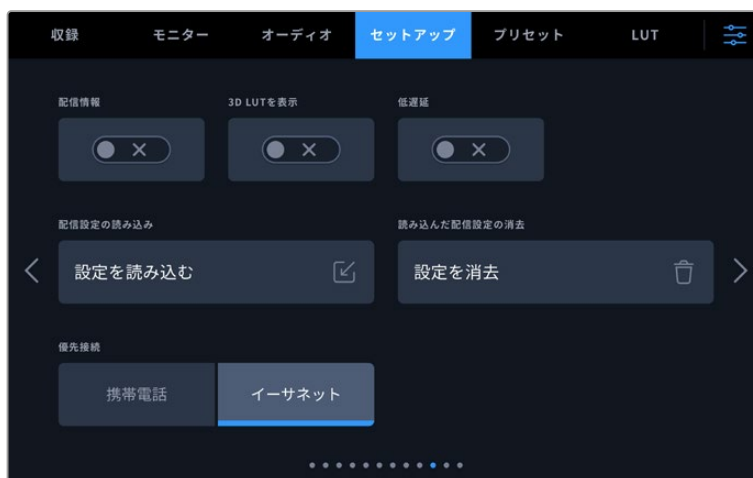 収録 モニター オーディオ セットアップ プリセット LUT
配信情報 3D LUTを表示 低遅延
配信設定の読み込み 読み込んだ配信設定の消去
設定を読み込む 設定を消去
優先接続
携帯電話 イーサネット